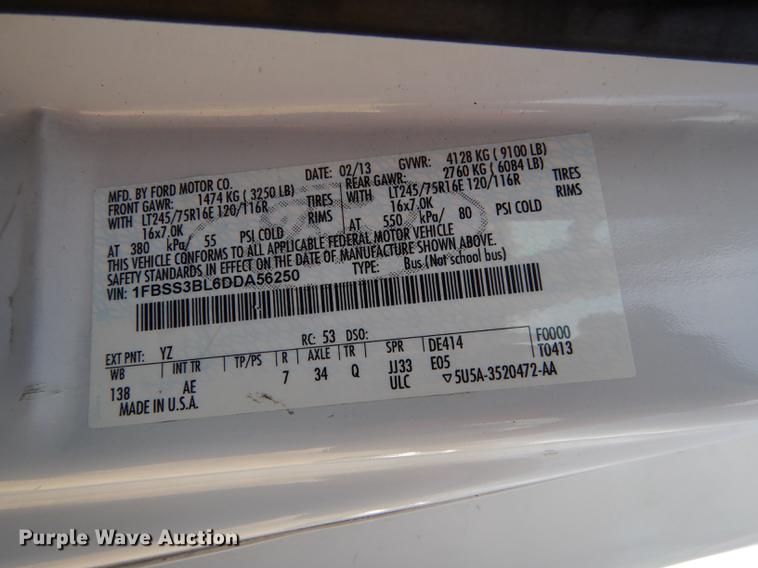 MFD. BY FORD MOTOR CO. DATE: 02/13 GVWR: 4128 KG ( 9100 LB)
FRONT GAWR: 1474 KG ( 3250 LB) REAR GAWR: 2760 KG ( 6084 LB)
WITH LT245/75R16E 120/116R TIRES WITH LT245/75R16E 120/116R TIRES
16x7.0K RIMS 16x7.0K RIMS
AT 380 kPa/ 55 PSI COLD AT 550 kPa/ 80 PSI COLD
THIS VEHICLE CONFORMS TO ALL APPLICABLE FEDERAL MOTOR VEHICLE
SAFETY STANDARDS IN EFFECT ON THE DATE OF MANUFACTURE SHOWN ABOVE.
VIN: 1FBSS3BL6DDA56250 TYPE: Bus (Not school bus)
EXT PNT: YZ RC: 53 DSO:
WB INT TR TP/PS R AXLE TR SPR DE414 F0000
138 AE 7 34 Q JJ33 E05 T0413
MADE IN U.S.A. ULC ▽5U5A-3520472-AA
Purple Wave Auction